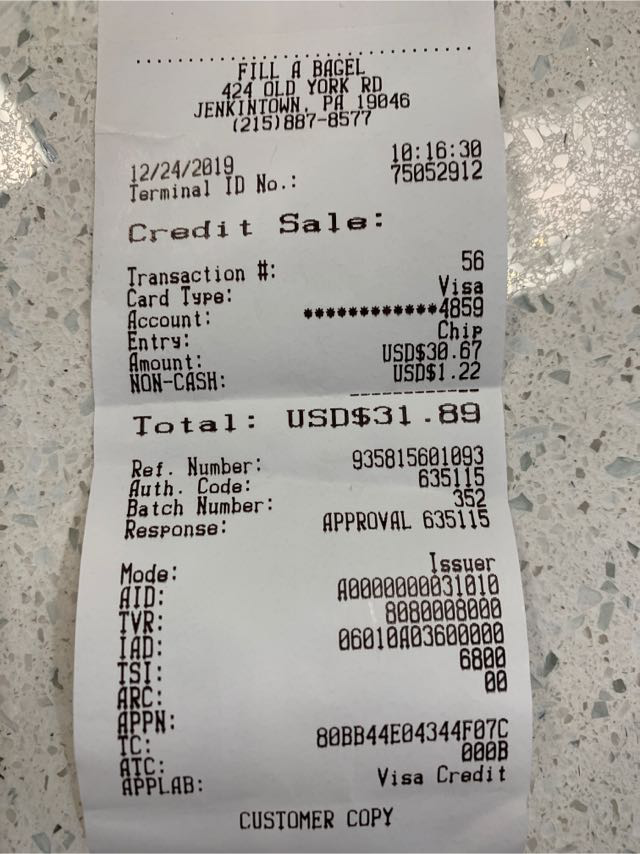 FILL A BAGEL
424 OLD YORK RD
JENKINTOWN, PA 19046
(215)887-8577
12/24/2019 10:16:30
Terminal ID No.: 75052912
Credit Sale:
Transaction #: 56
Card Type: Visa
Account: ************4859
Entry: Chip
Amount: USD$30.67
NON-CASH: USD$1.22
Total: USD$31.89
Ref. Number: 935815601093
Auth. Code: 635115
Batch Number: 352
Response: APPROVAL 635115
Mode: Issuer
AID: A0000000031010
TVR: 8080008000
IAD: 06010A03600000
TSI: 6800
ARC: 00
APPN:
TC: 80BB44E04344F07C
ATC: 000B
APPLAB: Visa Credit
CUSTOMER COPY